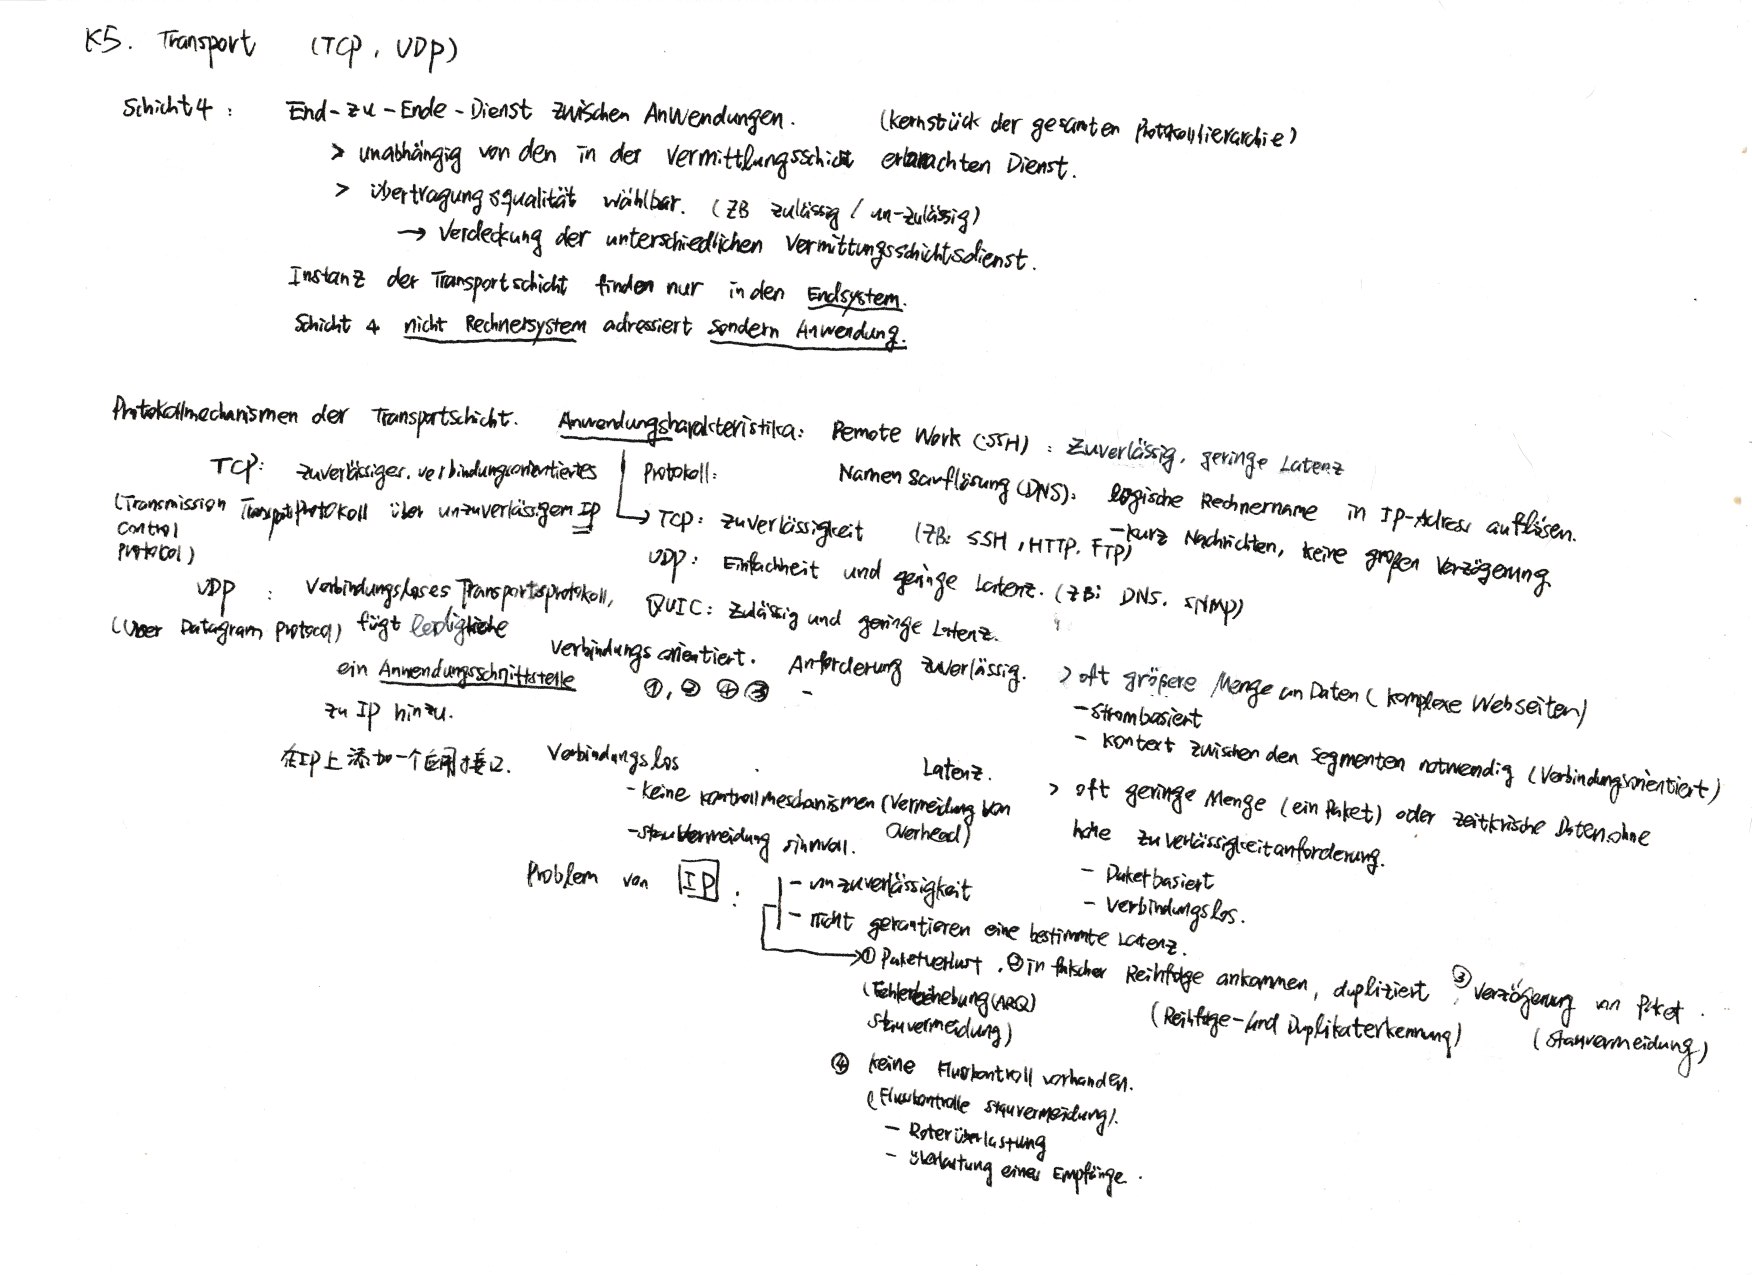 K5. Transport (TCP, UDP)
Schicht 4 : End-zu-Ende-Dienst zwischen Anwendungen. (Kernstück der gesamten Protokollierarchie)
> unabhängig von den in der Vermittlungsschicht erbrachten Dienst.
> übertragungsqualität wählbar. (ZB zulässig / un-zulässig)
→ Verdeckung der unterschiedlichen Vermittungsschichtsdienst.
Instanz der Transportschicht finden nur in den Endsystem.
Schicht 4 nicht Rechnersystem adressiert sondern Anwendung.
Protokollmechanismen der Transportschicht.
TCP: zuverlässiges. verbindungsorientiertes
(Transmission Transportprotokoll über unzuverlässigem IP
Control
Protocol)
UDP : Verbindungsloses Transportsprotokoll,
(User Datagram Protocol) fügt lediglich
ein Anwendungsschnittstelle
zu IP hinzu.
在IP上添加一个应用接口.
Anwendungsharakteristika: Remote Work (SSH) : Zuverlässig, geringe Latenz
Protokoll: Namensauflösung (DNS): logische Rechnername in IP-Adress auflösen.
- kurz Nachrichten, keine großen Verzögerung.
→ TCP: Zuverlässigkeit (ZB: SSH, HTTP, FTP)
UDP: Einfachheit und geringe Latenz. (ZB: DNS. SNMP)
QUIC: Zulässig und geringe Latenz.
Verbindungsorientiert. Anforderung zuverlässig. > oft größere Menge an Daten (komplexe Webseiten)
①, ② ④ ③ -
- strombasiert
- Kontext zwischen den Segmenten notwendig (Verbindungsorientiert)
Verbindungslos Latenz. > oft geringe Menge (ein Paket) oder zeitkrische Daten ohne
hohe Zuverlässigkeitanforderung.
- Keine kontrollmeschanismen (Vermeidung von
Overhead)
- Stauvermeidung sinnvoll.
- Paketbasiert
- Verbindungslos.
Problem von IP : - unzuverlässigkeit
- nicht gerantieren eine bestimmte Latenz.
→ ① Paketverlust, ② in falscher Reihfolge ankommen, dupliziert, ③ Verzögerung von Paket.
(Fehlerbehebung (ARQ) (Reihfolge- und Duplikaterkennung) (Stauvermeidung)
Stauvermeidung)
④ Keine Flusskontroll vorhanden.
(Flusskontrolle stauvermeidung).
- Roterüberlastung
- überlastung eines Empfänge.